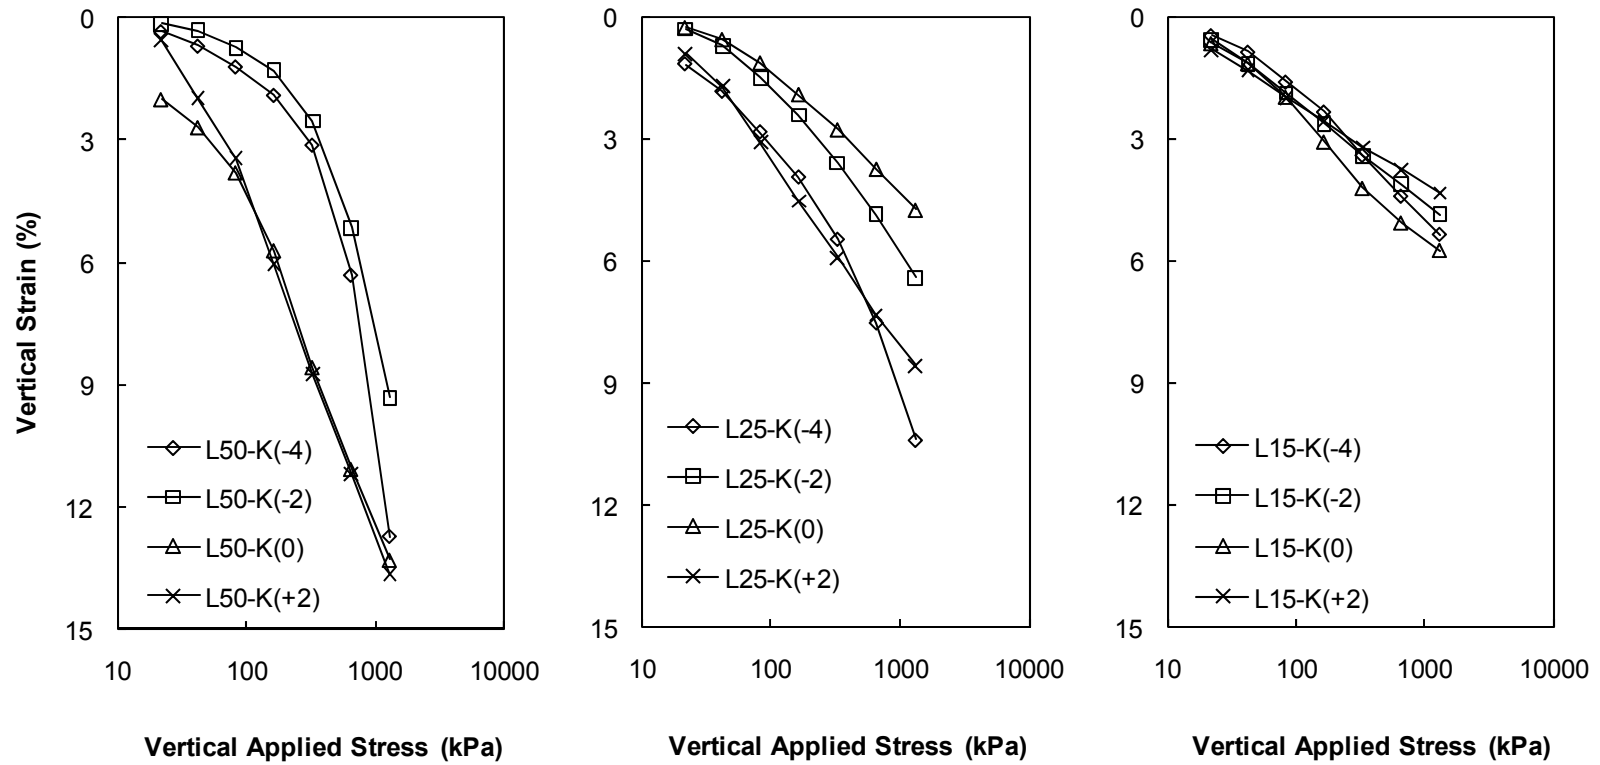 Vertical Strain (%)
0
3
6
9
12
15
L50-K(-4)
L50-K(-2)
L50-K(0)
L50-K(+2)
10 100 1000 10000
Vertical Applied Stress (kPa)
0
3
6
9
12
15
L25-K(-4)
L25-K(-2)
L25-K(0)
L25-K(+2)
10 100 1000 10000
Vertical Applied Stress (kPa)
0
3
6
9
12
15
L15-K(-4)
L15-K(-2)
L15-K(0)
L15-K(+2)
10 100 1000 10000
Vertical Applied Stress (kPa)